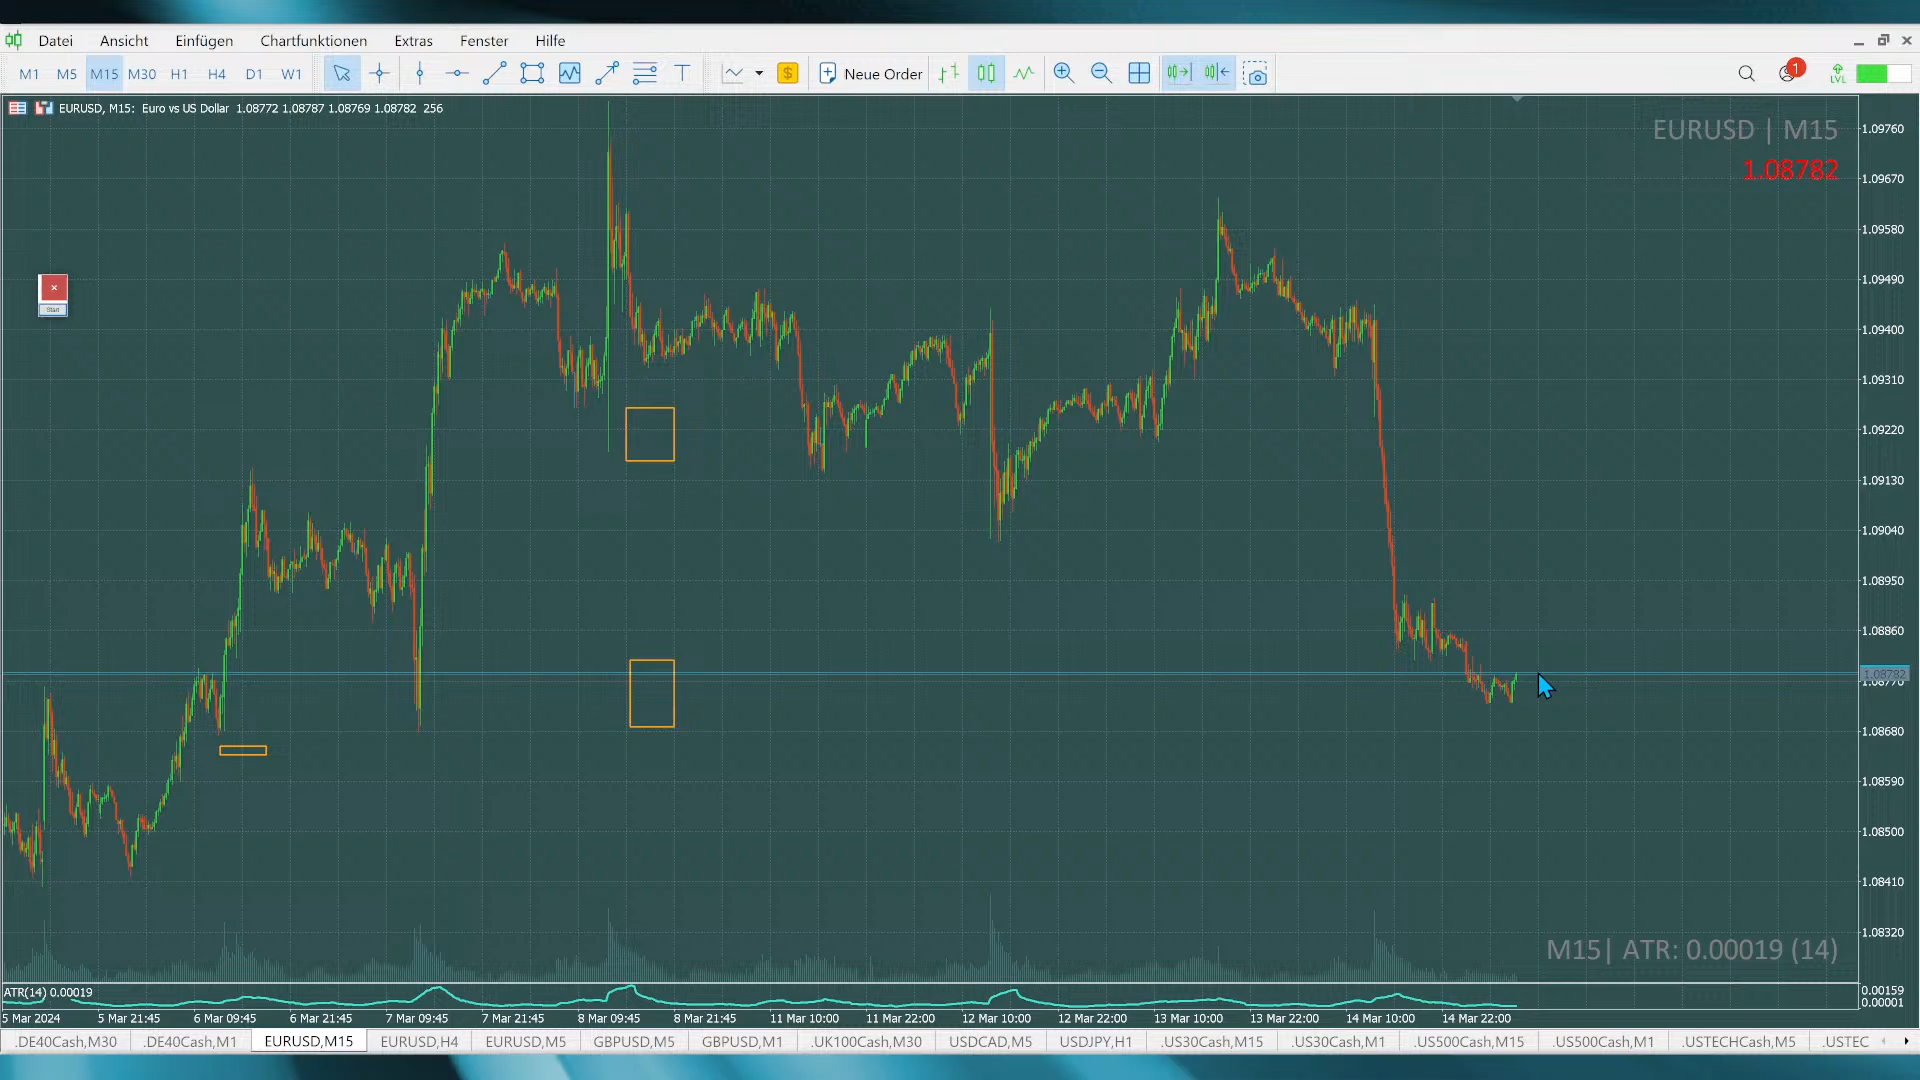 Datei Ansicht Einfügen Chartfunktionen Extras Fenster Hilfe
M1 M5 M15 M30 H1 H4 D1 W1 T $ Neue Order 1 LVL
EURUSD, M15: Euro vs US Dollar 1.08772 1.08787 1.08769 1.08782 256
EURUSD | M15
1.08782
1.09760
1.09670
1.09580
1.09490
Start
1.09400
1.09310
1.09220
1.09130
1.09040
1.08950
1.08860
1.08782
1.08770
1.08680
1.08590
1.08500
1.08410
1.08320
M15| ATR: 0.00019 (14)
ATR(14) 0.00019
0.00159
0.00001
5 Mar 2024 5 Mar 21:45 6 Mar 09:45 6 Mar 21:45 7 Mar 09:45 7 Mar 21:45 8 Mar 09:45 8 Mar 21:45 11 Mar 10:00 11 Mar 22:00 12 Mar 10:00 12 Mar 22:00 13 Mar 10:00 13 Mar 22:00 14 Mar 10:00 14 Mar 22:00
.DE40Cash,M30 .DE40Cash,M1 EURUSD,M15 EURUSD,H4 EURUSD,M5 GBPUSD,M5 GBPUSD,M1 .UK100Cash,M30 USDCAD,M5 USDJPY,H1 .US30Cash,M15 .US30Cash,M1 .US500Cash,M15 .US500Cash,M1 .USTECHCash,M5 .USTEC